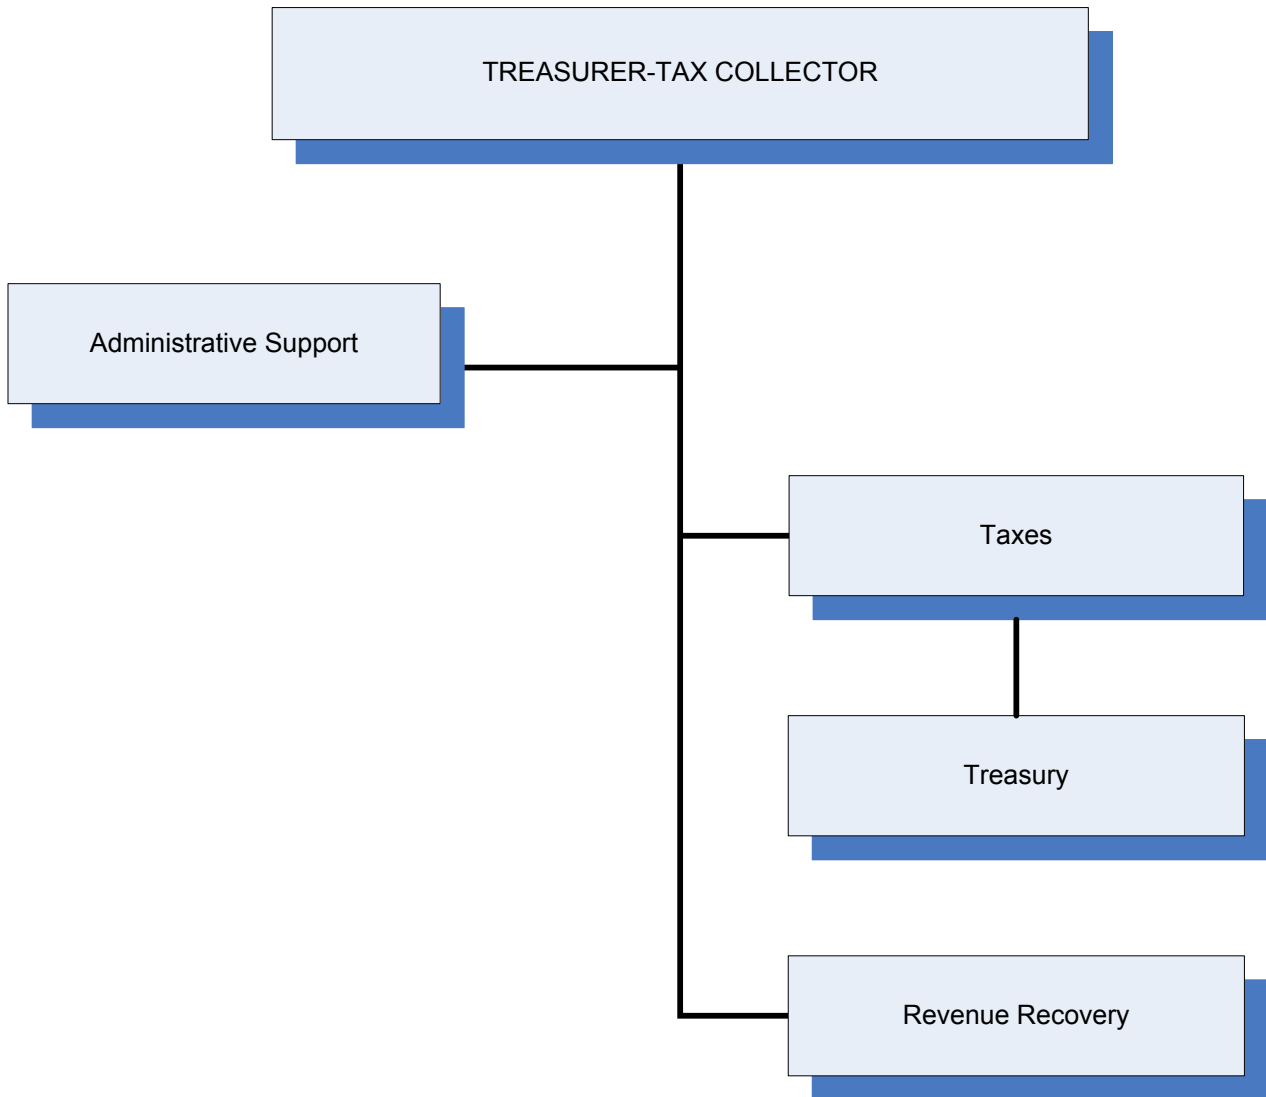 TREASURER-TAX COLLECTOR
Administrative Support
Taxes
Treasury
Revenue Recovery